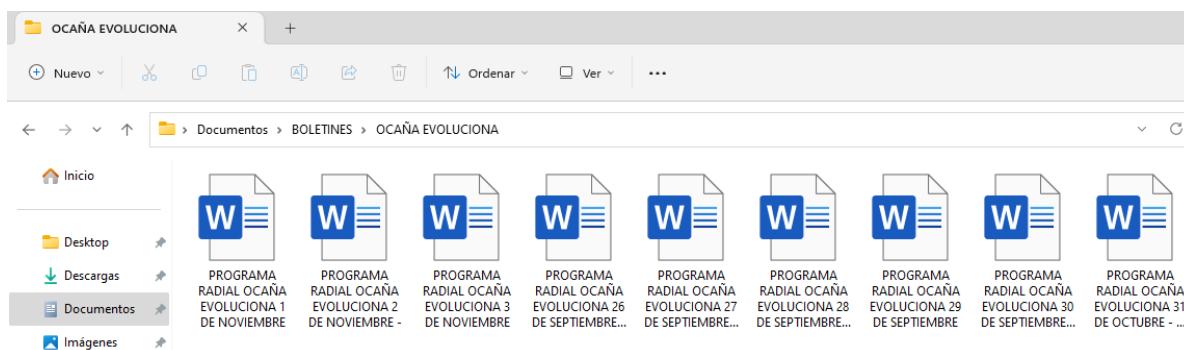 OCAÑA EVOLUCIONA
Nuevo
Ordenar
Ver
Documentos > BOLETINES > OCAÑA EVOLUCIONA
Inicio
Desktop
Descargas
Documentos
Imágenes
PROGRAMA
RADIAL OCAÑA
EVOLUCIONA 1
DE NOVIEMBRE
PROGRAMA
RADIAL OCAÑA
EVOLUCIONA 2
DE NOVIEMBRE -
PROGRAMA
RADIAL OCAÑA
EVOLUCIONA 3
DE NOVIEMBRE
PROGRAMA
RADIAL OCAÑA
EVOLUCIONA 26
DE SEPTIEMBRE...
PROGRAMA
RADIAL OCAÑA
EVOLUCIONA 27
DE SEPTIEMBRE...
PROGRAMA
RADIAL OCAÑA
EVOLUCIONA 28
DE SEPTIEMBRE...
PROGRAMA
RADIAL OCAÑA
EVOLUCIONA 29
DE SEPTIEMBRE
PROGRAMA
RADIAL OCAÑA
EVOLUCIONA 30
DE SEPTIEMBRE...
PROGRAMA
RADIAL OCAÑA
EVOLUCIONA 31
DE OCTUBRE - ...